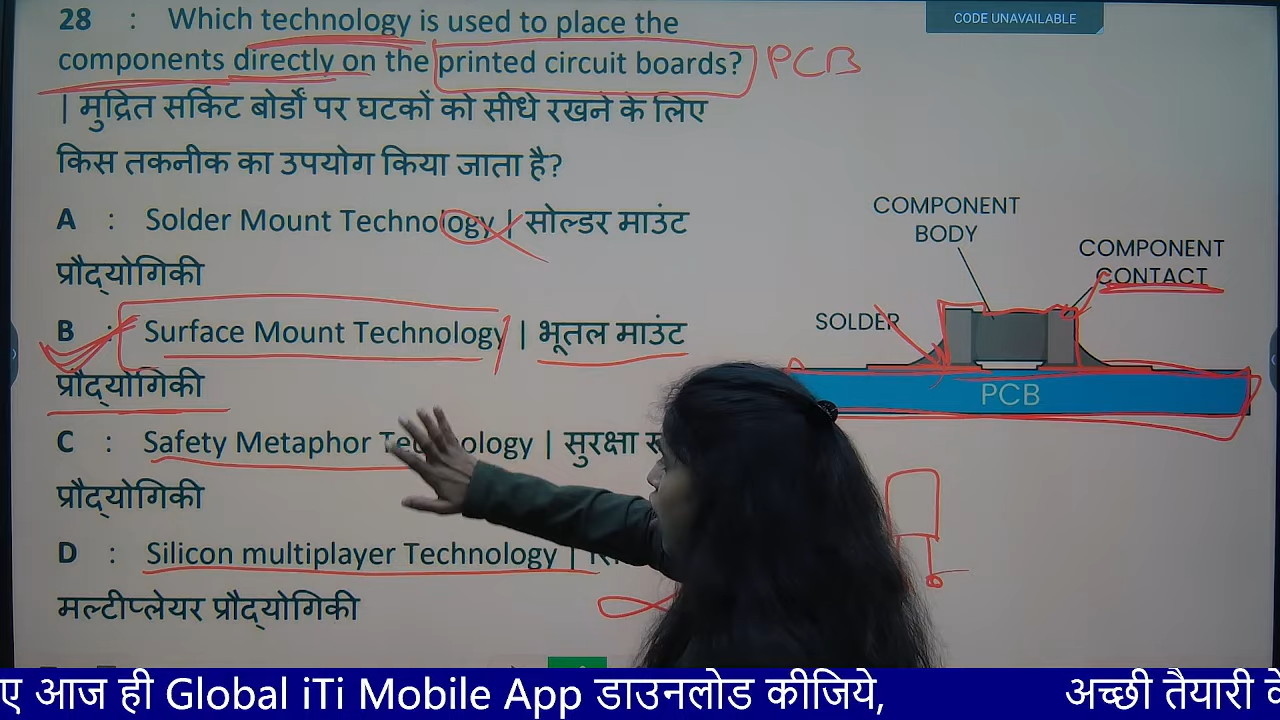 28 : Which technology is used to place the
components directly on the printed circuit boards? PCB
| मुद्रित सर्किट बोर्डों पर घटकों को सीधे रखने के लिए
किस तकनीक का उपयोग किया जाता है?
A : Solder Mount Technology | सोल्डर माउंट
प्रौद्योगिकी
B : Surface Mount Technology | भूतल माउंट
प्रौद्योगिकी
C : Safety Metaphor Technology | सुरक्षा
प्रौद्योगिकी
D : Silicon multiplayer Technology |
मल्टीप्लेयर प्रौद्योगिकी
CODE UNAVAILABLE
COMPONENT
BODY
COMPONENT
CONTACT
SOLDER
PCB
ए आज ही Global iTi Mobile App डाउनलोड कीजिये, अच्छी तैयारी